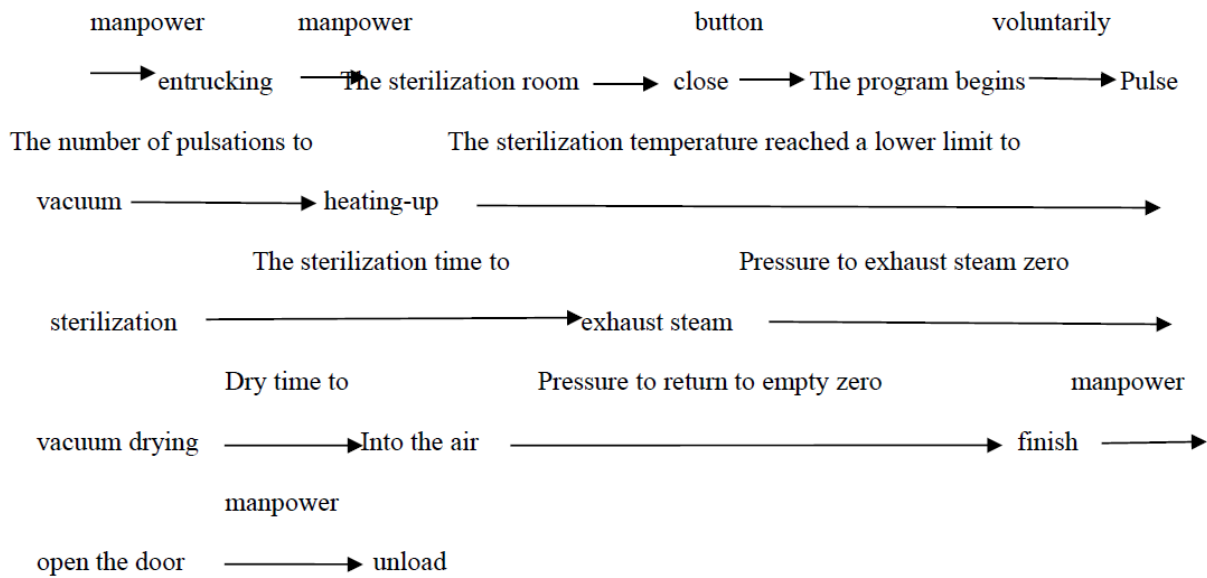 manpower manpower button voluntarily
entrucking The sterilization room close The program begins Pulse
The number of pulsations to The sterilization temperature reached a lower limit to
vacuum heating-up
The sterilization time to Pressure to exhaust steam zero
sterilization exhaust steam
Dry time to Pressure to return to empty zero manpower
vacuum drying Into the air finish
manpower
open the door unload